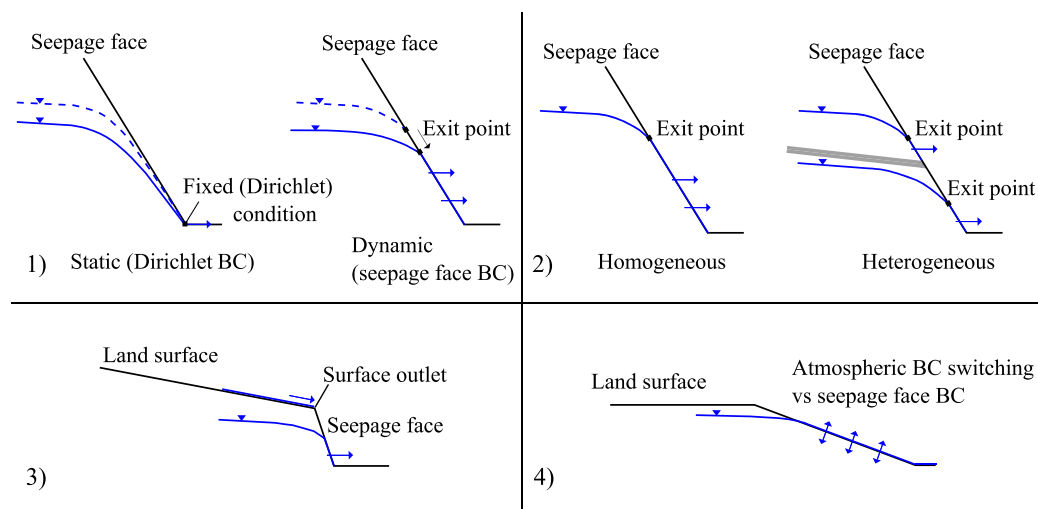 Seepage face
Fixed (Dirichlet)
condition
1)
Static (Dirichlet BC)
Seepage face
Exit point
Dynamic
(seepage face BC)
Seepage face
Exit point
2)
Homogeneous
Seepage face
Exit point
Exit point
Heterogeneous
Land surface
Surface outlet
Seepage face
3)
Land surface
Atmospheric BC switching
vs seepage face BC
4)